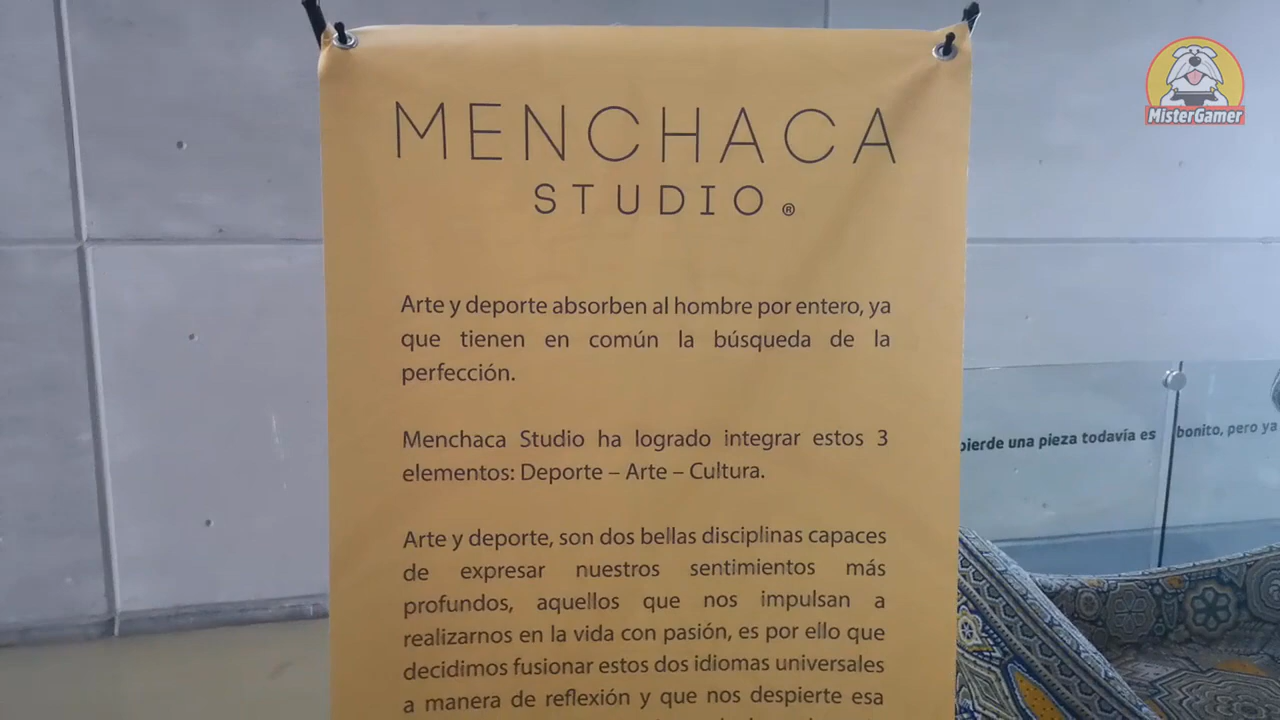 MisterGamer
MENCHACA
STUDIO ®
Arte y deporte absorben al hombre por entero, ya
que tienen en común la búsqueda de la
perfección.
Menchaca Studio ha logrado integrar estos 3
elementos: Deporte – Arte – Cultura.
Arte y deporte, son dos bellas disciplinas capaces
de expresar nuestros sentimientos más
profundos, aquellos que nos impulsan a
realizarnos en la vida con pasión, es por ello que
decidimos fusionar estos dos idiomas universales
a manera de reflexión y que nos despierte esa
pierde una pieza todavía es bonito, pero ya